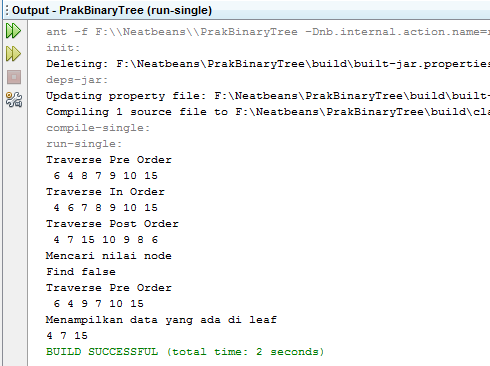 Output - PrakBinaryTree (run-single)
ant -f F:\\Neatbeans\\PrakBinaryTree -Dnb.internal.action.name=
init:
Deleting: F:\Neatbeans\PrakBinaryTree\build\built-jar.properties
deps-jar:
Updating property file: F:\Neatbeans\PrakBinaryTree\build\built-
Compiling 1 source file to F:\Neatbeans\PrakBinaryTree\build\cla
compile-single:
run-single:
Traverse Pre Order
6 4 8 7 9 10 15
Traverse In Order
4 6 7 8 9 10 15
Traverse Post Order
4 7 15 10 9 8 6
Mencari nilai node
Find false
Traverse Pre Order
6 4 9 7 10 15
Menampilkan data yang ada di leaf
4 7 15
BUILD SUCCESSFUL (total time: 2 seconds)